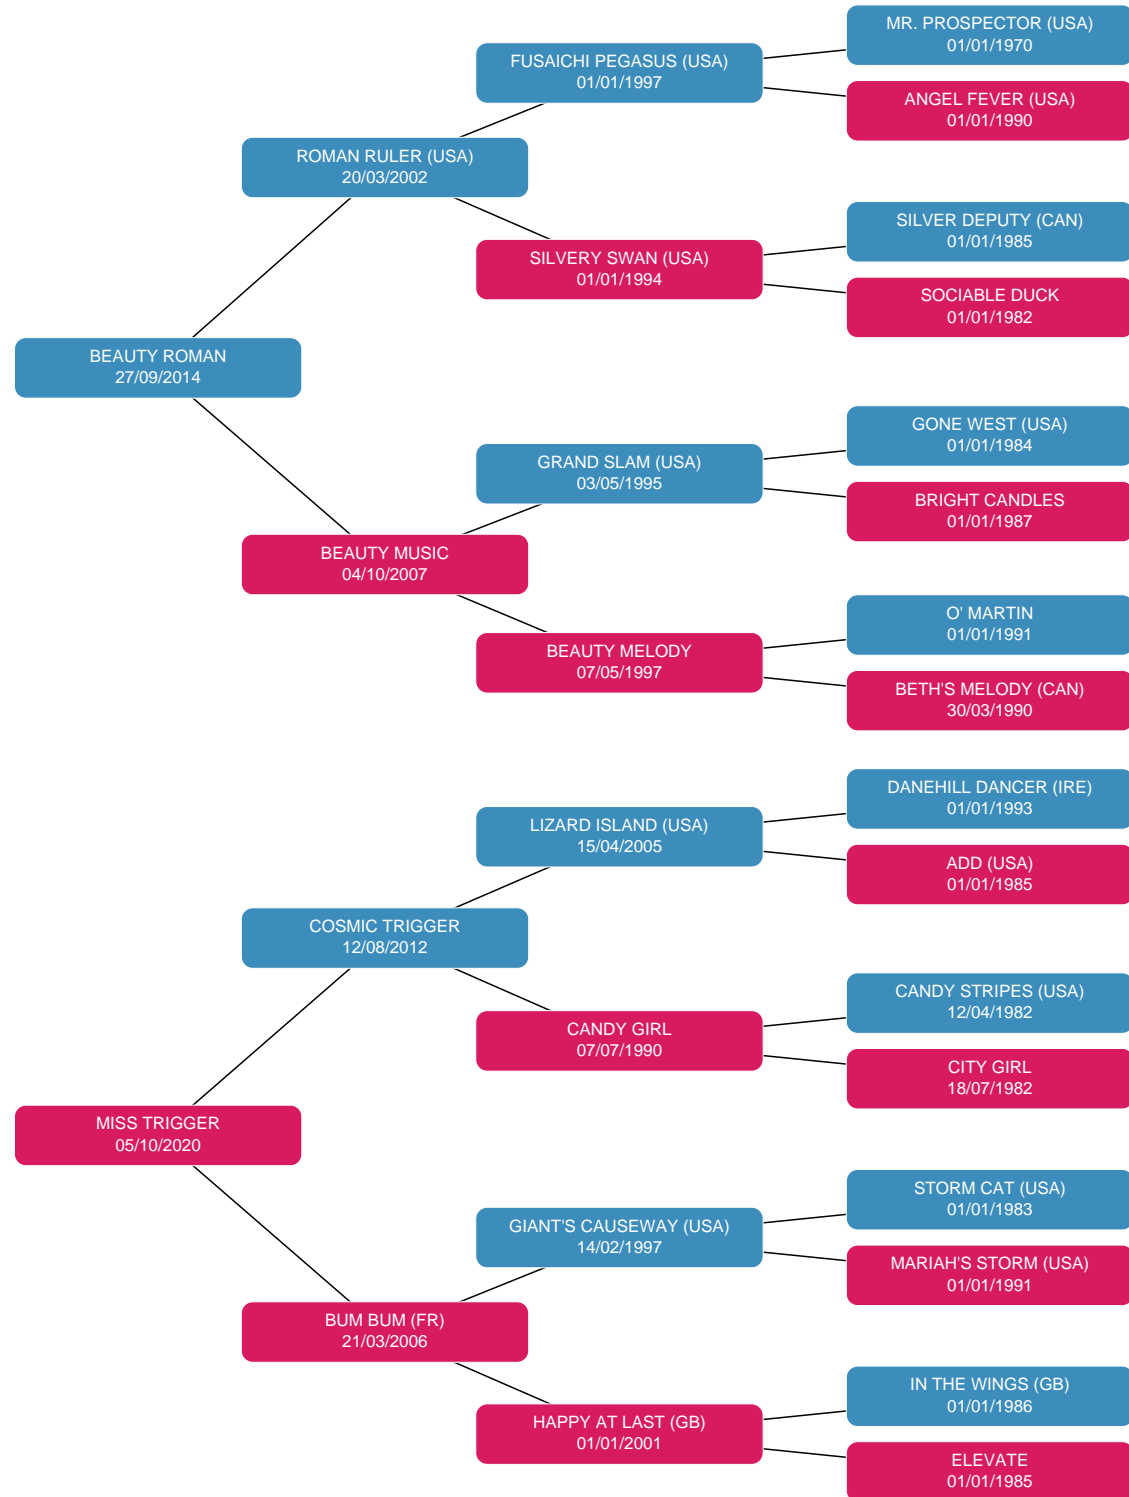 MR. PROSPECTOR (USA)
01/01/1970
FUSAICHI PEGASUS (USA)
01/01/1997
ANGEL FEVER (USA)
01/01/1990
ROMAN RULER (USA)
20/03/2002
SILVER DEPUTY (CAN)
01/01/1985
SILVERY SWAN (USA)
01/01/1994
SOCIABLE DUCK
01/01/1982
BEAUTY ROMAN
27/09/2014
GONE WEST (USA)
01/01/1984
GRAND SLAM (USA)
03/05/1995
BRIGHT CANDLES
01/01/1987
BEAUTY MUSIC
04/10/2007
O' MARTIN
01/01/1991
BEAUTY MELODY
07/05/1997
BETH'S MELODY (CAN)
30/03/1990
DANEHILL DANCER (IRE)
01/01/1993
LIZARD ISLAND (USA)
15/04/2005
ADD (USA)
01/01/1985
COSMIC TRIGGER
12/08/2012
CANDY STRIPES (USA)
12/04/1982
CANDY GIRL
07/07/1990
CITY GIRL
18/07/1982
MISS TRIGGER
05/10/2020
STORM CAT (USA)
01/01/1983
GIANT'S CAUSEWAY (USA)
14/02/1997
MARIAH'S STORM (USA)
01/01/1991
BUM BUM (FR)
21/03/2006
IN THE WINGS (GB)
01/01/1986
HAPPY AT LAST (GB)
01/01/2001
ELEVATE
01/01/1985